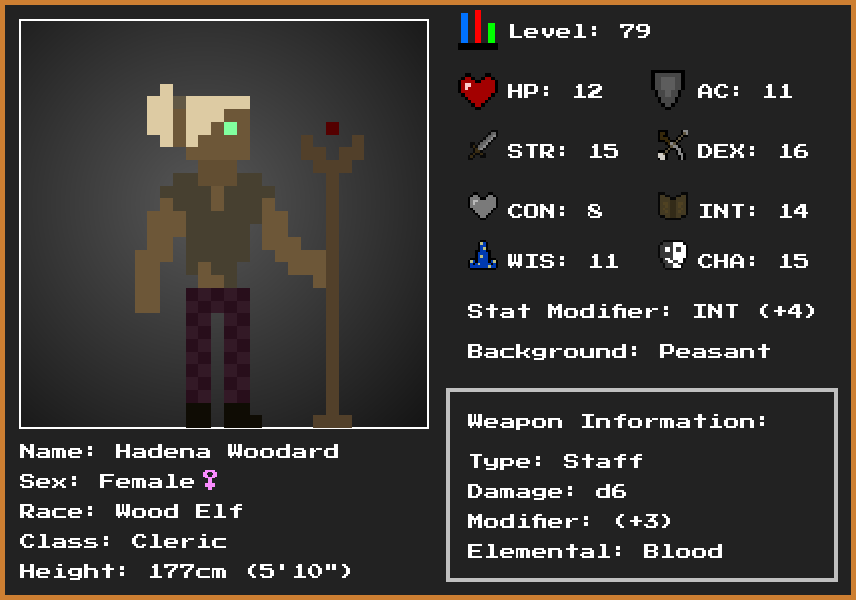 Level: 79
HP: 12 AC: 11
STR: 15 DEX: 16
CON: 8 INT: 14
WIS: 11 CHA: 15
Stat Modifier: INT (+4)
Background: Peasant
Weapon Information:
Type: Staff
Damage: d6
Modifier: (+3)
Elemental: Blood
Name: Hadena Woodard
Sex: Female♀
Race: Wood Elf
Class: Cleric
Height: 177cm (5'10")